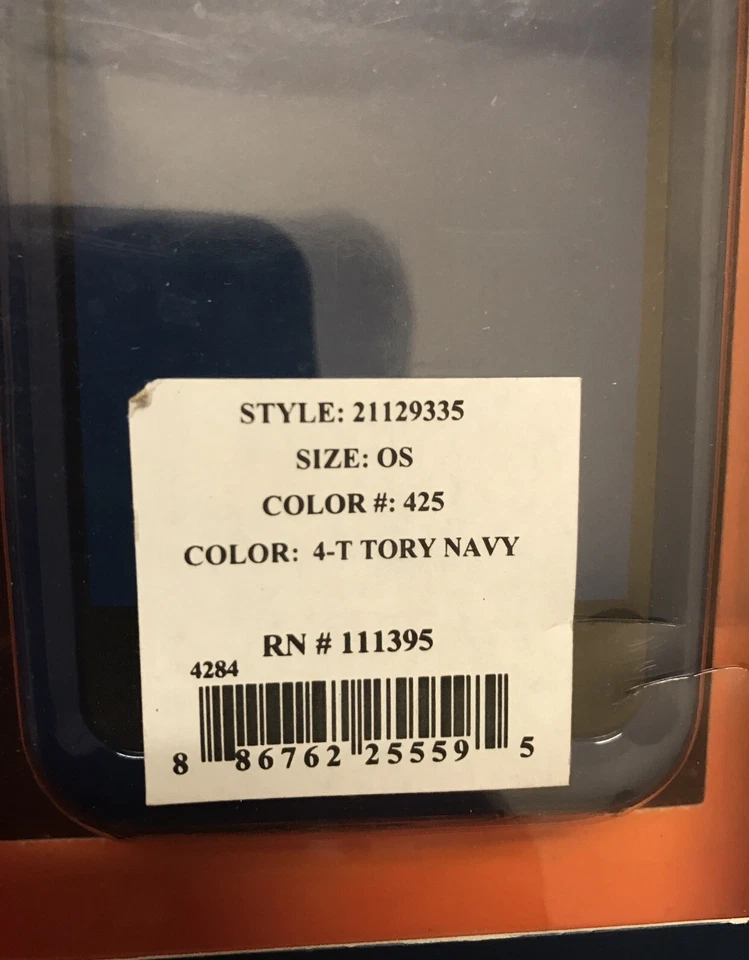 STYLE: 21129335
SIZE: OS
COLOR #: 425
COLOR: 4-T TORY NAVY
RN # 111395
4284
8 86762 25559 5